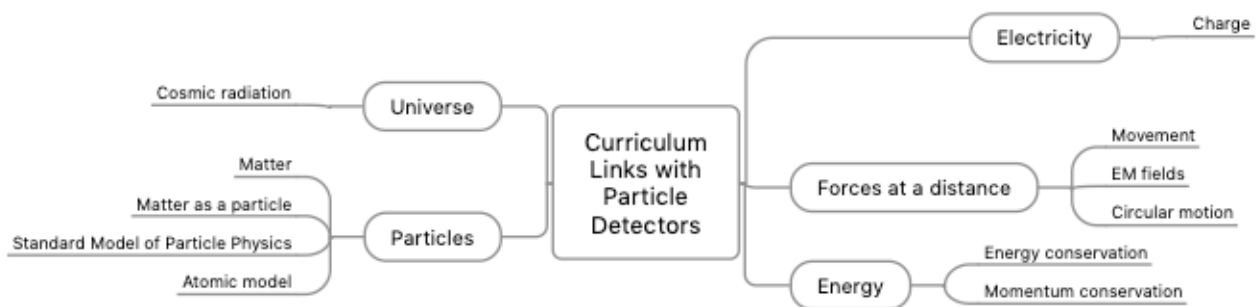 Curriculum
Links with
Particle
Detectors
Universe
Cosmic radiation
Particles
Matter
Matter as a particle
Standard Model of Particle Physics
Atomic model
Electricity
Charge
Forces at a distance
Movement
EM fields
Circular motion
Energy
Energy conservation
Momentum conservation